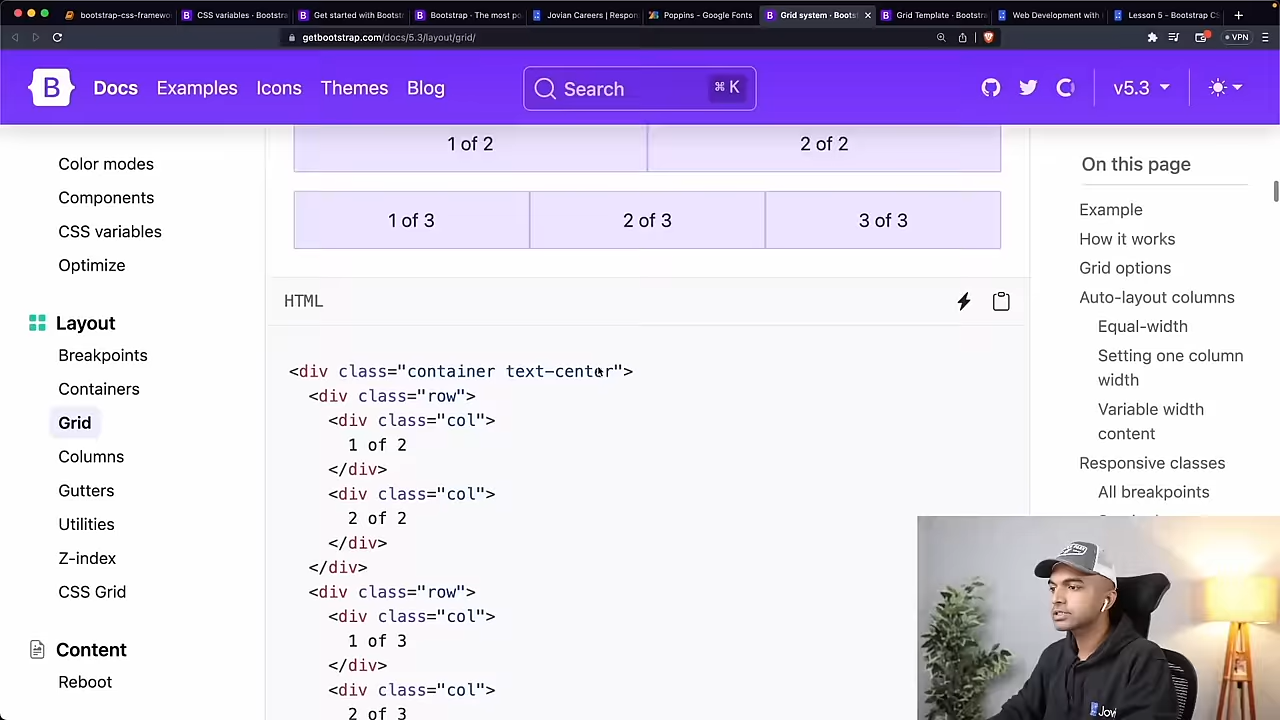 bootstrap-css-framewo
CSS variables · Bootstra
Get started with Bootstr
Bootstrap · The most po
Jovian Careers | Respon
Poppins - Google Fonts
Grid system · Boots
Grid Template · Bootstra
Web Development with
Lesson 5 - Bootstrap CS
getbootstrap.com/docs/5.3/layout/grid/
VPN
B
Docs
Examples
Icons
Themes
Blog
Search
⌘ K
v5.3
Color modes
Components
CSS variables
Optimize
Layout
Breakpoints
Containers
Grid
Columns
Gutters
Utilities
Z-index
CSS Grid
Content
Reboot
1 of 2
2 of 2
1 of 3
2 of 3
3 of 3
HTML
<div class="container text-center">
<div class="row">
<div class="col">
1 of 2
</div>
<div class="col">
2 of 2
</div>
</div>
<div class="row">
<div class="col">
1 of 3
</div>
<div class="col">
2 of 3
On this page
Example
How it works
Grid options
Auto-layout columns
Equal-width
Setting one column
width
Variable width
content
Responsive classes
All breakpoints
Jovi